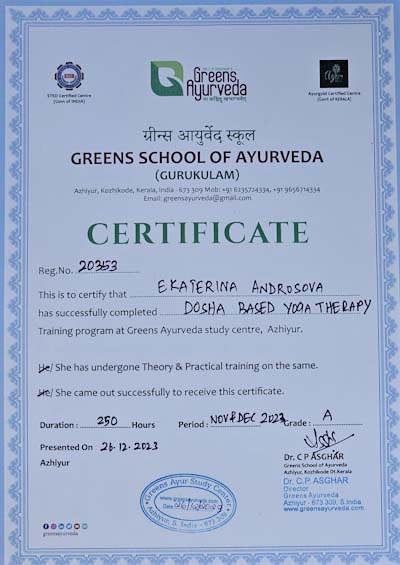 STED Certified Centre
(Govt of INDIA)
Greens
Ayurveda
Ayurgold Certified Centre
(Govt of KERALA)
ग्रीन्स आयुर्वेद स्कूल
GREENS SCHOOL OF AYURVEDA
(GURUKULAM)
Azhiyur, Kozhikode, Kerala, India - 673 309 Mob: +91 6235724334, +91 9656714334
Email: greensayurveda@gmail.com
CERTIFICATE
Reg.No. 20353
This is to certify that EKATERINA ANDROSOVA
has successfully completed DOSHA BASED YOGA THERAPY
Training program at Greens Ayurveda study centre, Azhiyur.
He/ She has undergone Theory & Practical training on the same.
He/ She came out successfully to receive this certificate.
Duration : 250 Hours Period : NOV & DEC 2023 Grade : A
Presented On 26.12.2023
Azhiyur
Dr. C P ASGHAR
Greens School of Ayurveda
Azhiyur, Kozhikode Dt.Kerala
Dr. C.P. ASGHAR
Director
Greens Ayurveda
Azhiyur - 673 309, S.India
www.greensayurveda.com
Greens Ayur Study Center
www.greensayurveda.com
Date
Azhiyur, S. India - 673 309
greensayurveda